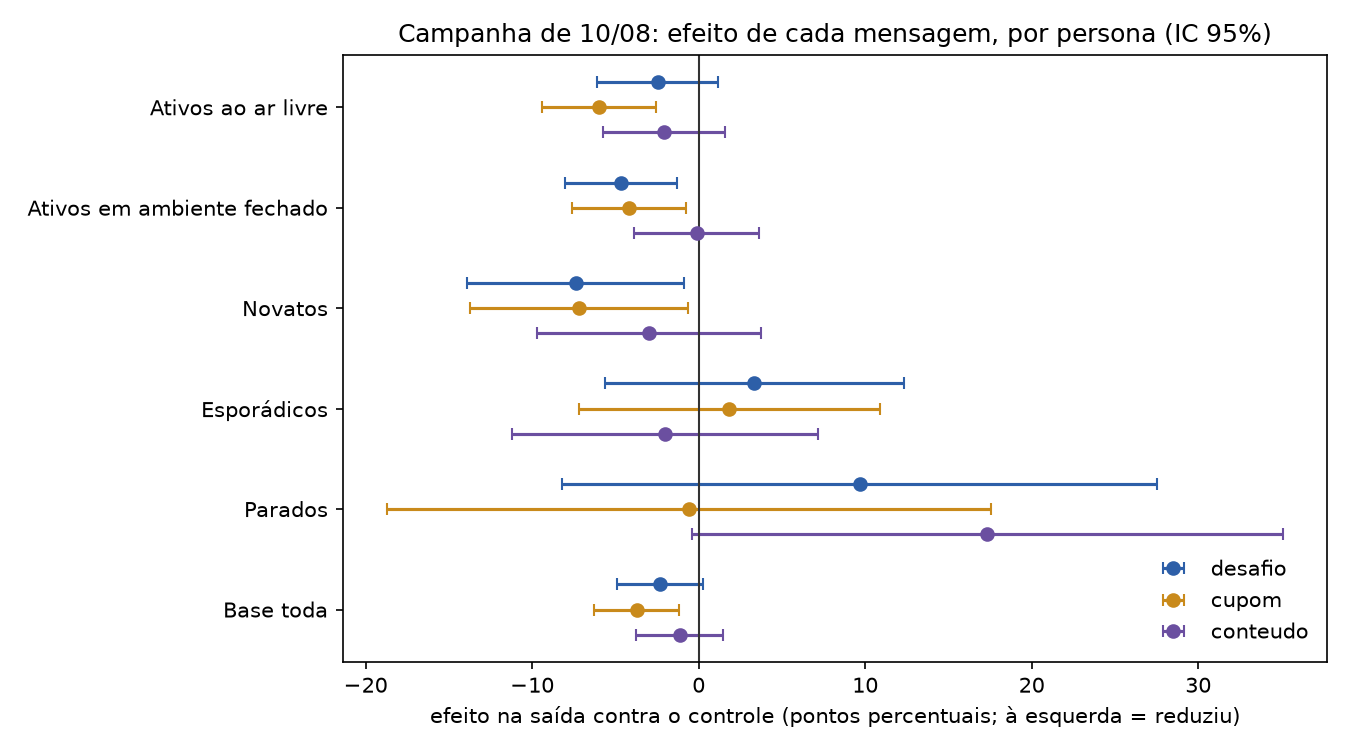 Campanha de 10/08: efeito de cada mensagem, por persona (IC 95%)
Ativos ao ar livre
Ativos em ambiente fechado
Novatos
Esporádicos
Parados
Base toda
desafio
cupom
conteudo
−20 −10 0 10 20 30
efeito na saída contra o controle (pontos percentuais; à esquerda = reduziu)